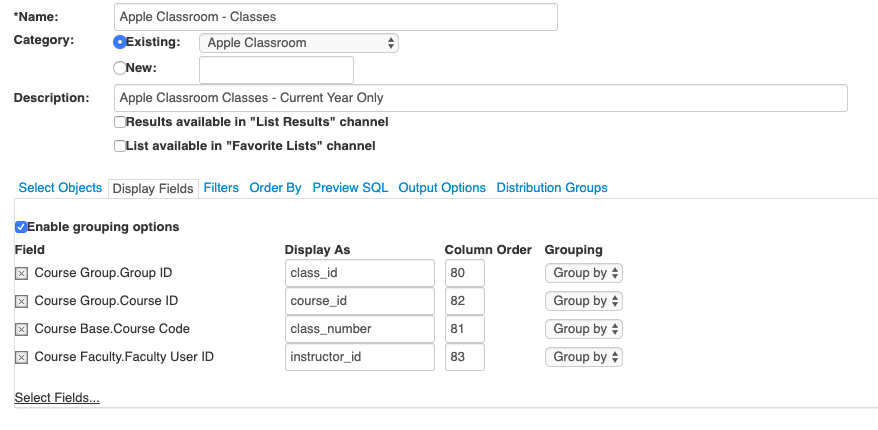 *Name: Apple Classroom - Classes
Category: Existing: Apple Classroom
New:
Description: Apple Classroom Classes - Current Year Only
Results available in "List Results" channel
List available in "Favorite Lists" channel
Select Objects Display Fields Filters Order By Preview SQL Output Options Distribution Groups
Enable grouping options
Field Display As Column Order Grouping
Course Group.Group ID class_id 80 Group by
Course Group.Course ID course_id 82 Group by
Course Base.Course Code class_number 81 Group by
Course Faculty.Faculty User ID instructor_id 83 Group by
Select Fields...